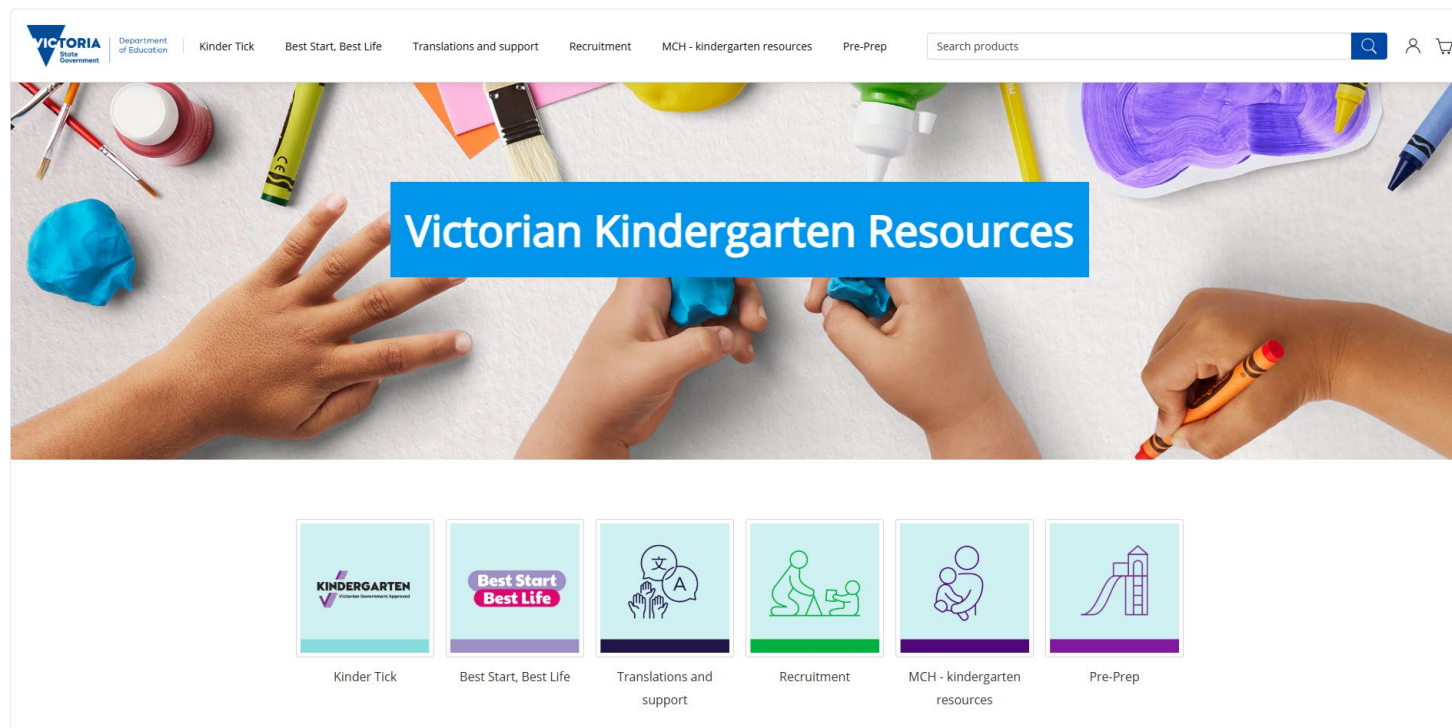 VICTORIA
State
Government
Department
of Education
Kinder Tick
Best Start, Best Life
Translations and support
Recruitment
MCH - kindergarten resources
Pre-Prep
Search products
Victorian Kindergarten Resources
KINDERGARTEN
Victorian Government Approved
Best Start
Best Life
文
A
Kinder Tick
Best Start, Best Life
Translations and
support
Recruitment
MCH - kindergarten
resources
Pre-Prep